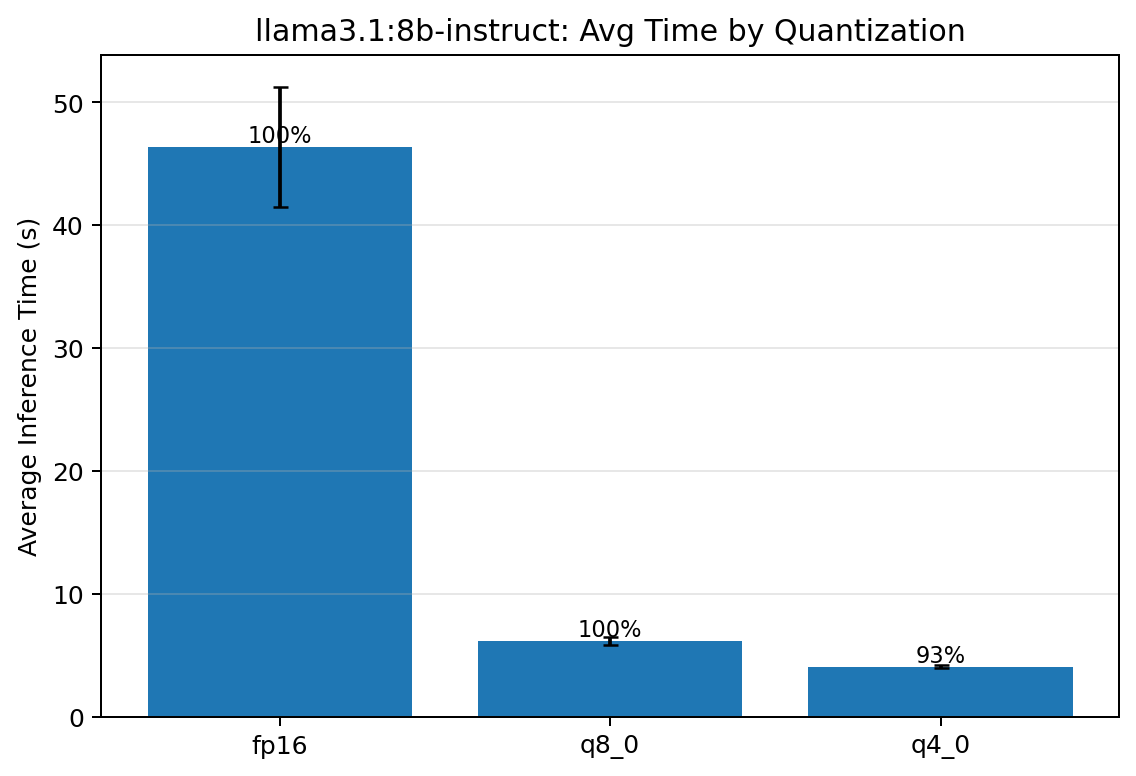 llama3.1:8b-instruct: Avg Time by Quantization
Average Inference Time (s)
50
40
30
20
10
0
100%
100%
93%
fp16
q8_0
q4_0